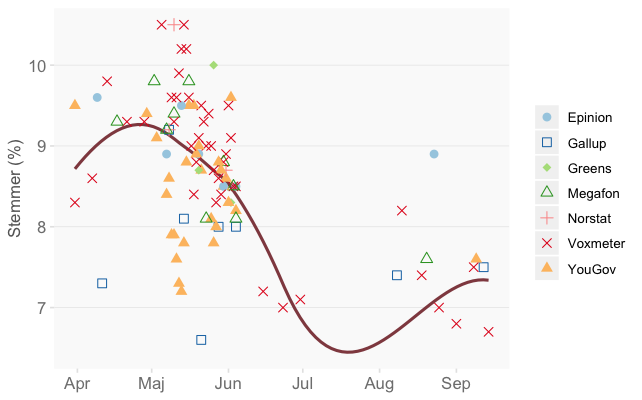 Stemmer (%)
10
9
8
7
Apr Maj Jun Jul Aug Sep
Epinion
Gallup
Greens
Megafon
Norstat
Voxmeter
YouGov